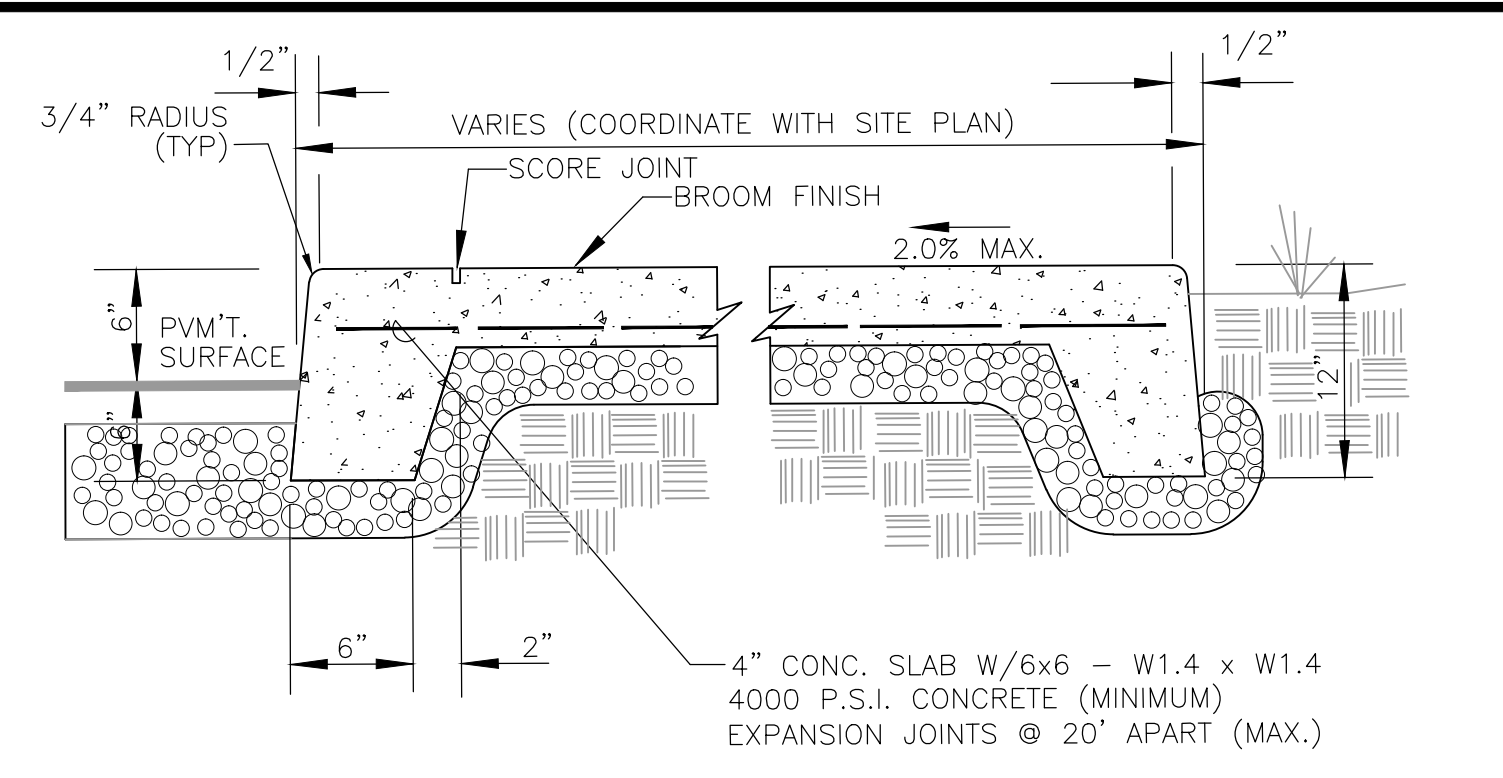 1/2”
1/2”
3/4” RADIUS
(TYP)
VARIES (COORDINATE WITH SITE PLAN)
SCORE JOINT
BROOM FINISH
2.0% MAX.
6”
PVM'T.
SURFACE
12”
6”
6”
2”
4” CONC. SLAB W/6x6 – W1.4 x W1.4
4000 P.S.I. CONCRETE (MINIMUM)
EXPANSION JOINTS @ 20' APART (MAX.)